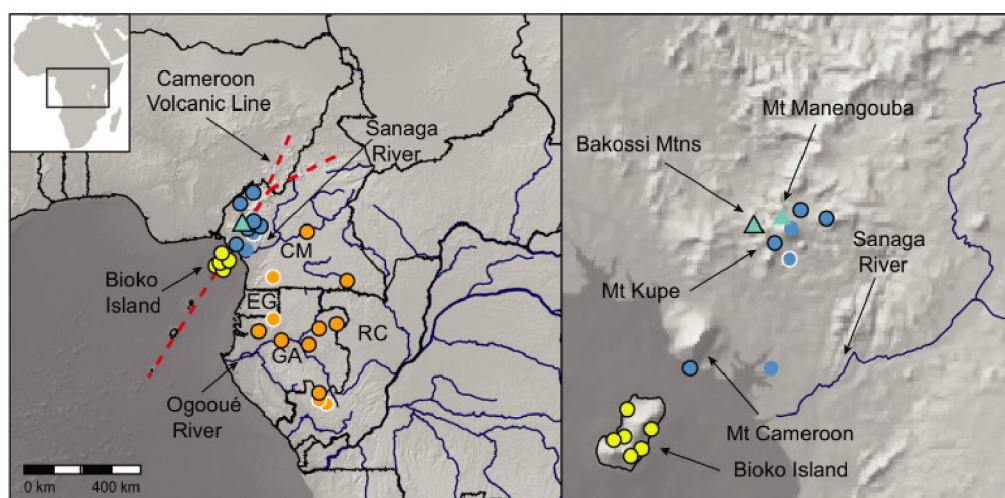 Cameroon
Volcanic Line
Sanaga
River
CM
Bioko
Island
EG
RC
GA
Ogooué
River
0 km
400 km
Mt Manengouba
Bakossi Mtns
Sanaga
River
Mt Kupe
Mt Cameroon
Bioko Island